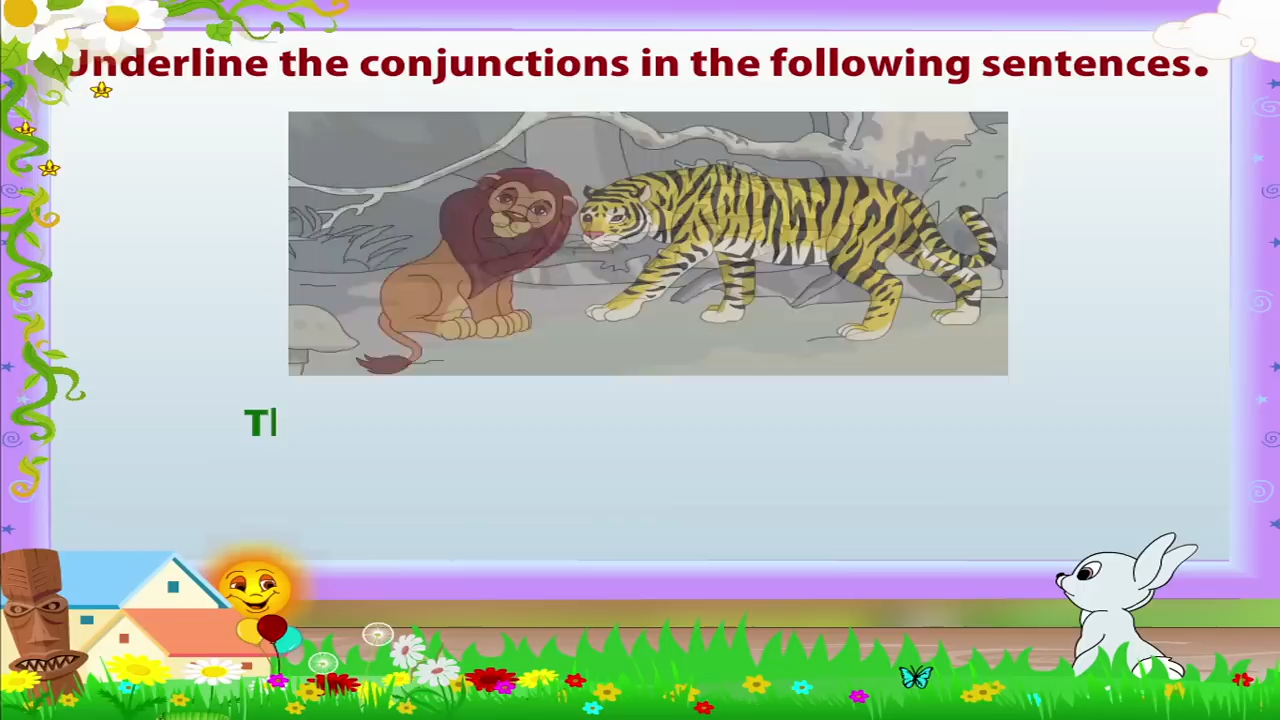 Underline the conjunctions in the following sentences.